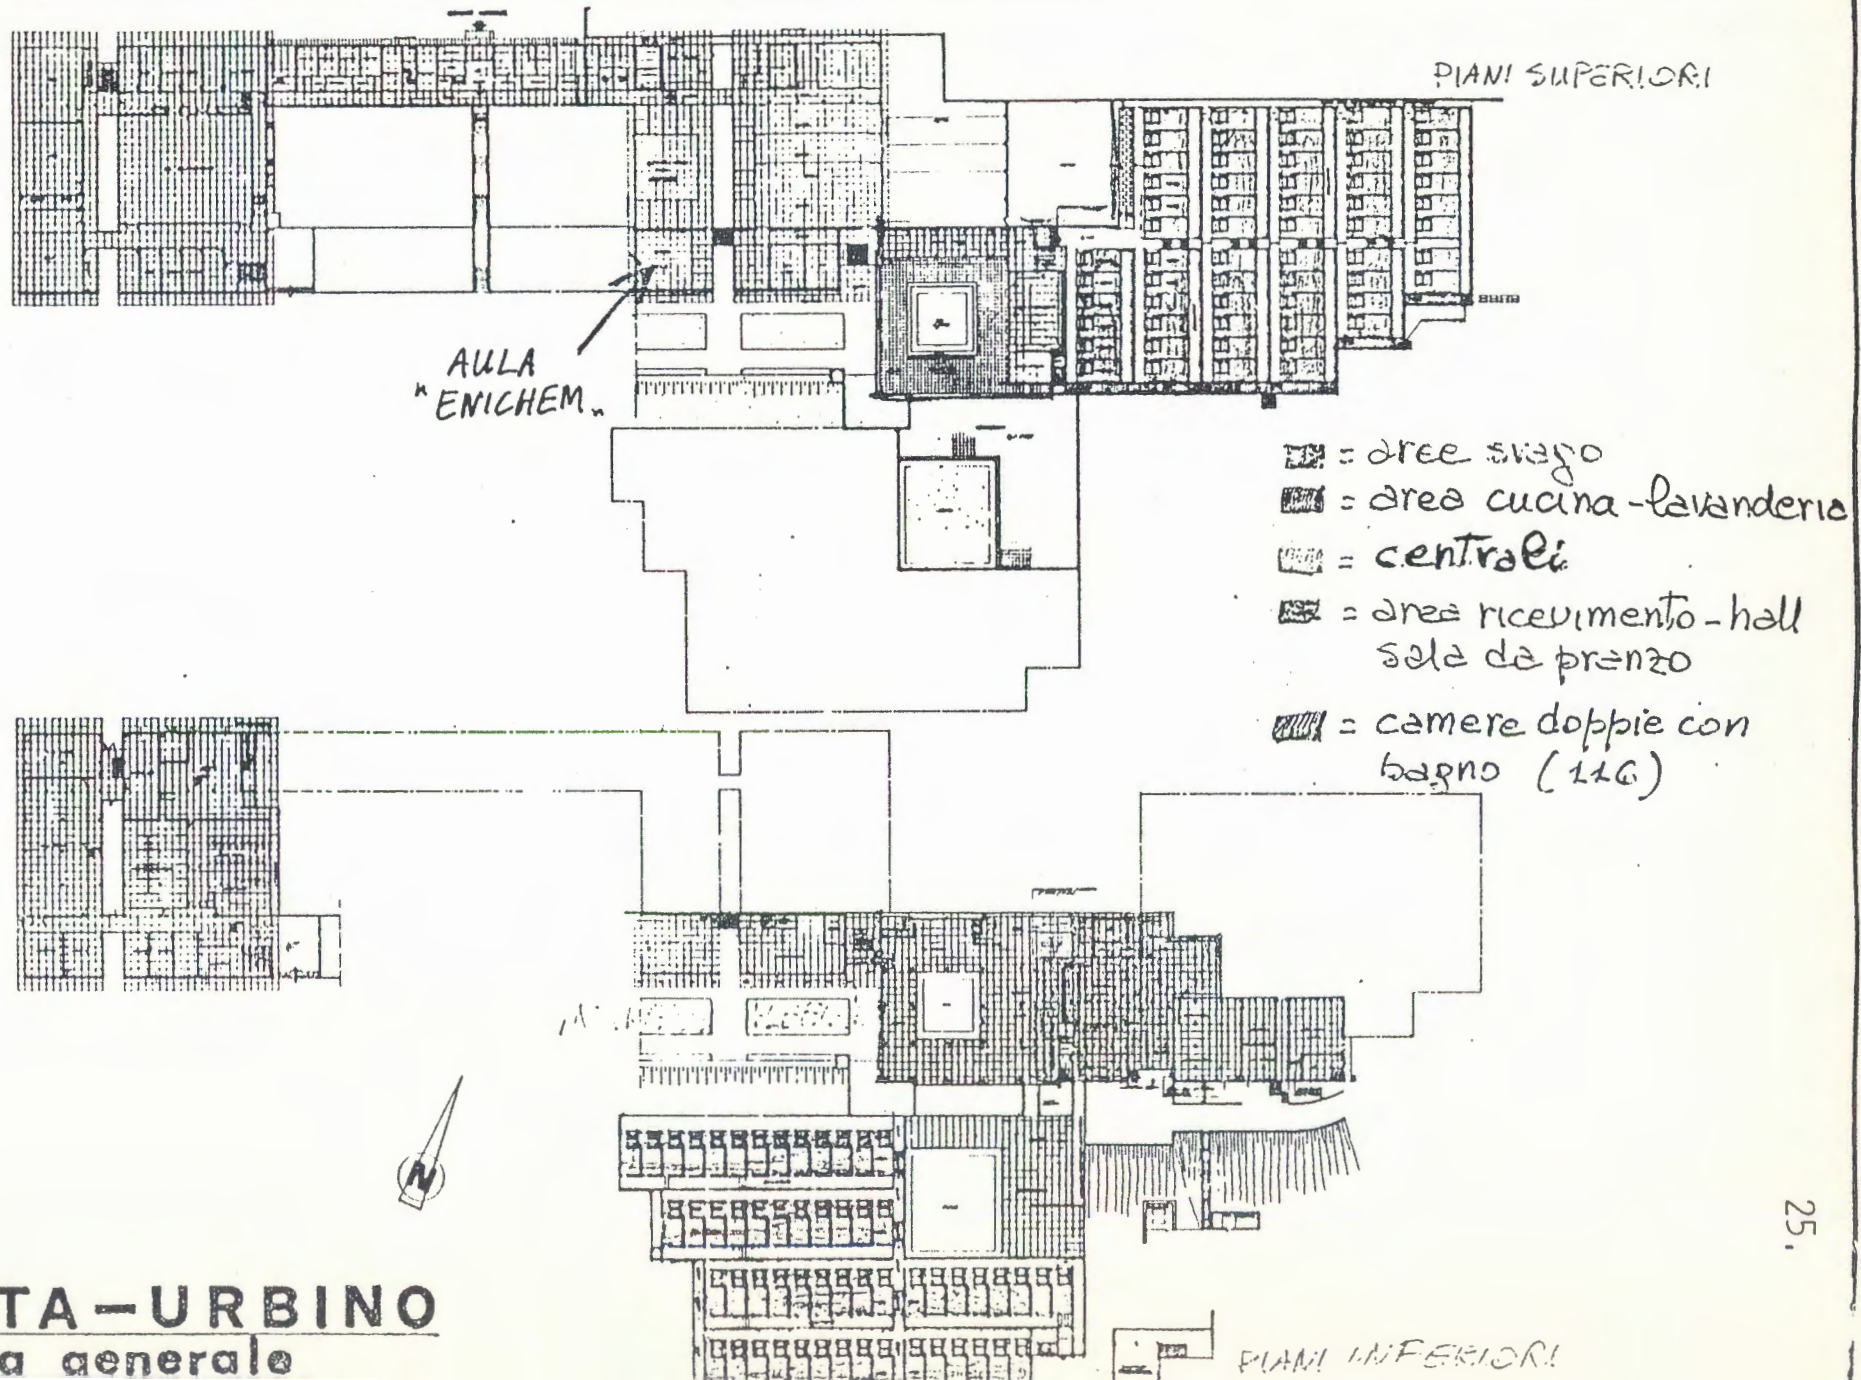 PIANI SUPERIORI
AULA
"ENICHEM"
= aree svago
= area cucina-lavanderia
= centrali
= area ricevimento-hall
sala da pranzo
= camere doppie con
bagno (116)
N
25.
TA-URBINO
a generale
PIANI INFERIORI